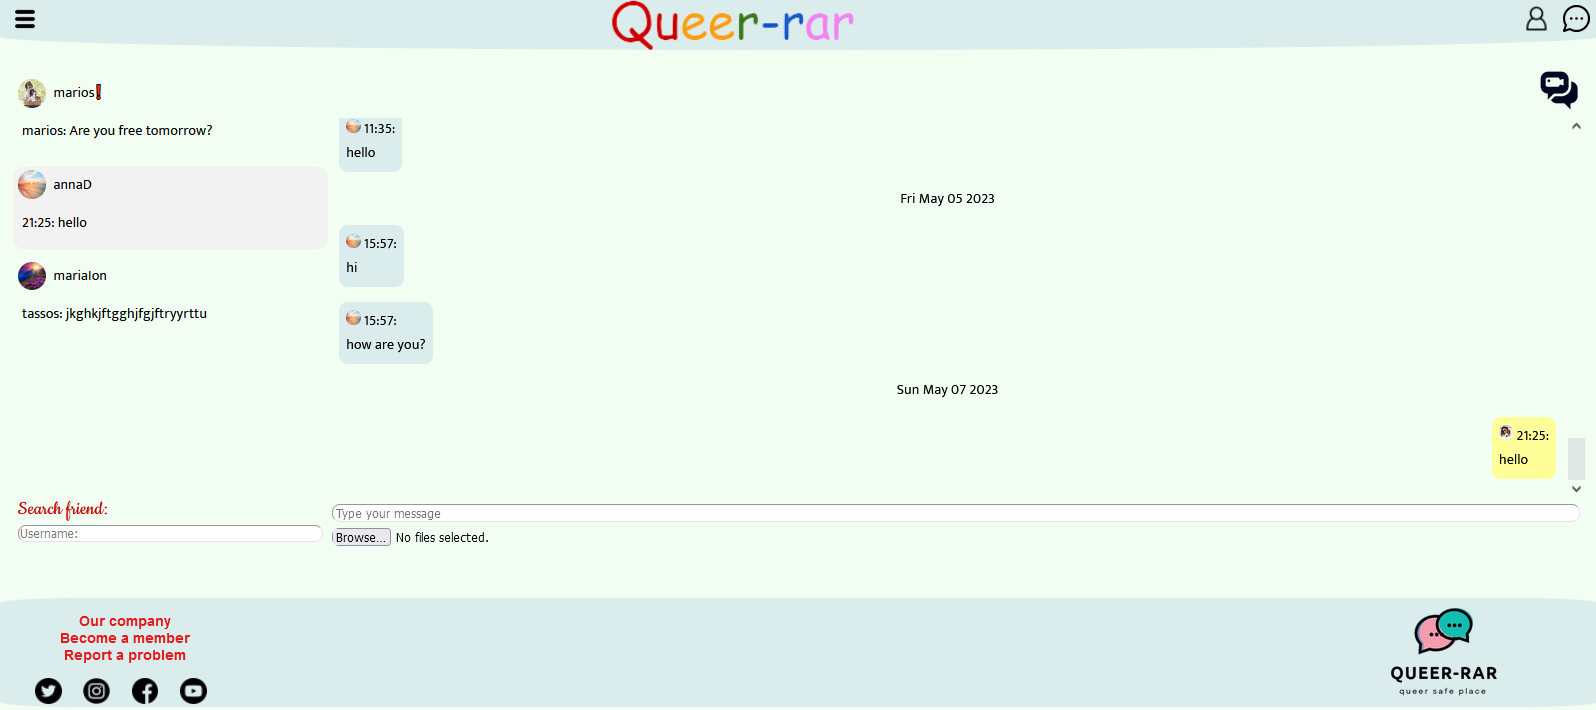 Queer-rar
marios!
marios: Are you free tomorrow?
annaD
21:25: hello
mariaIon
tassos: jkghkjftgghjfgjftryyrttu
11:35:
hello
Fri May 05 2023
15:57:
hi
15:57:
how are you?
Sun May 07 2023
21:25:
hello
Search friend:
Username:
Type your message
Browse... No files selected.
Our company
Become a member
Report a problem
QUEER-RAR
queer safe place